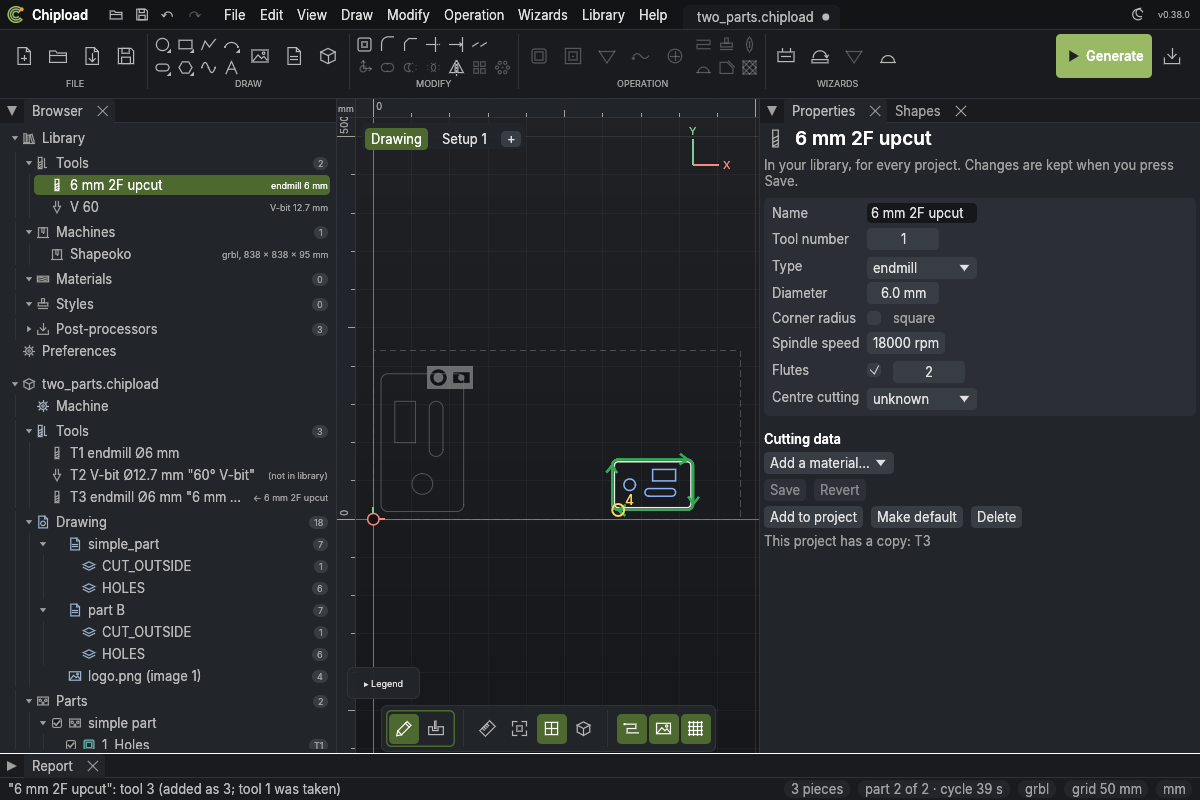 Chipload
File Edit View Draw Modify Operation Wizards Library Help
two_parts.chipload
v0.38.0
FILE
DRAW
MODIFY
OPERATION
WIZARDS
Generate
Browser
Library
Tools 2
6 mm 2F upcut endmill 6 mm
V 60 V-bit 12.7 mm
Machines 1
Shapeoko grbl, 838 × 838 × 95 mm
Materials 0
Styles 0
Post-processors 3
Preferences
two_parts.chipload
Machine
Tools 3
T1 endmill Ø6 mm
T2 V-bit Ø12.7 mm "60° V-bit" (not in library)
T3 endmill Ø6 mm "6 mm ... ← 6 mm 2F upcut
Drawing 18
simple_part 7
CUT_OUTSIDE 1
HOLES 6
part B 7
CUT_OUTSIDE 1
HOLES 6
logo.png (image 1) 4
Parts 2
simple part
1 Holes T1
mm
0
500
0
Drawing Setup 1 +
Y
X
4
Legend
Properties Shapes
6 mm 2F upcut
In your library, for every project. Changes are kept when you press
Save.
Name 6 mm 2F upcut
Tool number 1
Type endmill
Diameter 6.0 mm
Corner radius square
Spindle speed 18000 rpm
Flutes 2
Centre cutting unknown
Cutting data
Add a material...
Save Revert
Add to project Make default Delete
This project has a copy: T3
Report
"6 mm 2F upcut": tool 3 (added as 3; tool 1 was taken)
3 pieces part 2 of 2 · cycle 39 s grbl grid 50 mm mm